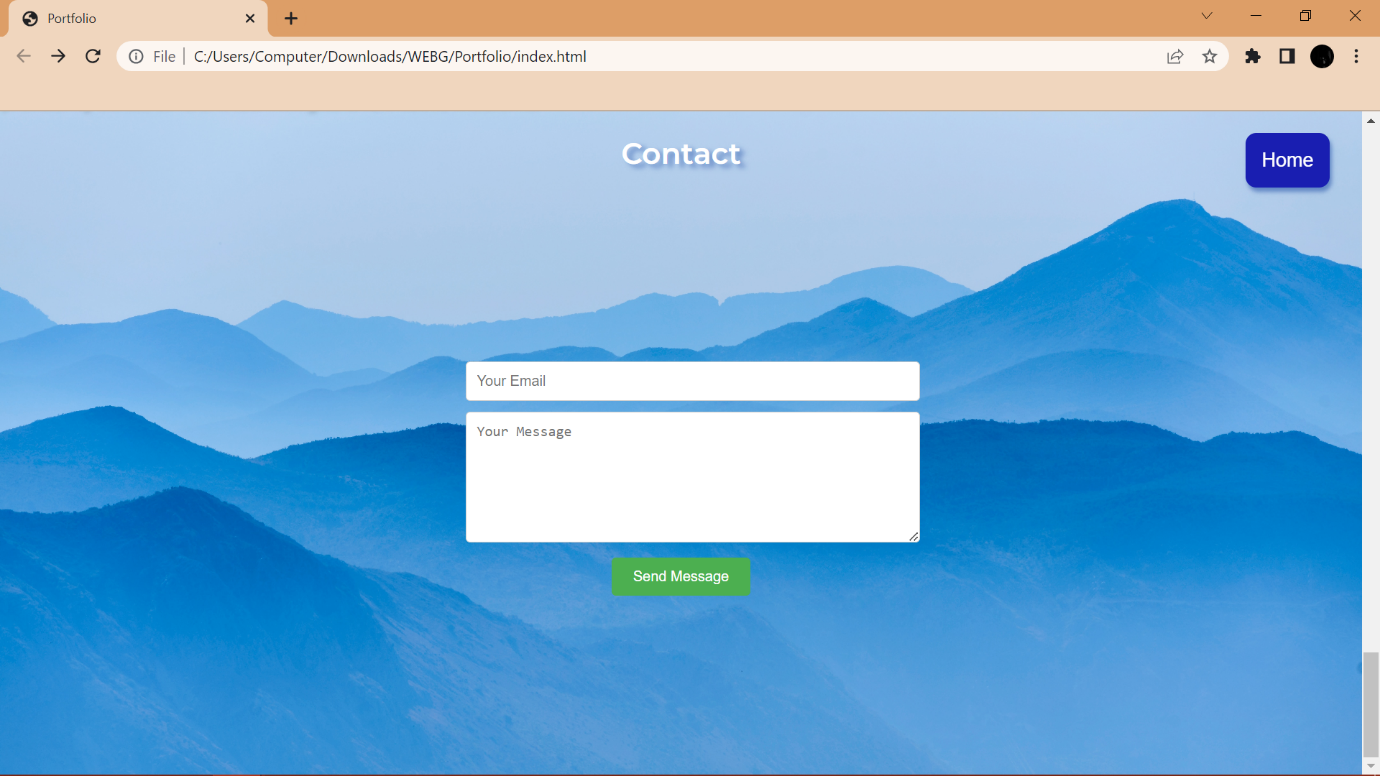 Portfolio
File | C:/Users/Computer/Downloads/WEBG/Portfolio/index.html
Contact
Home
Your Email
Your Message
Send Message